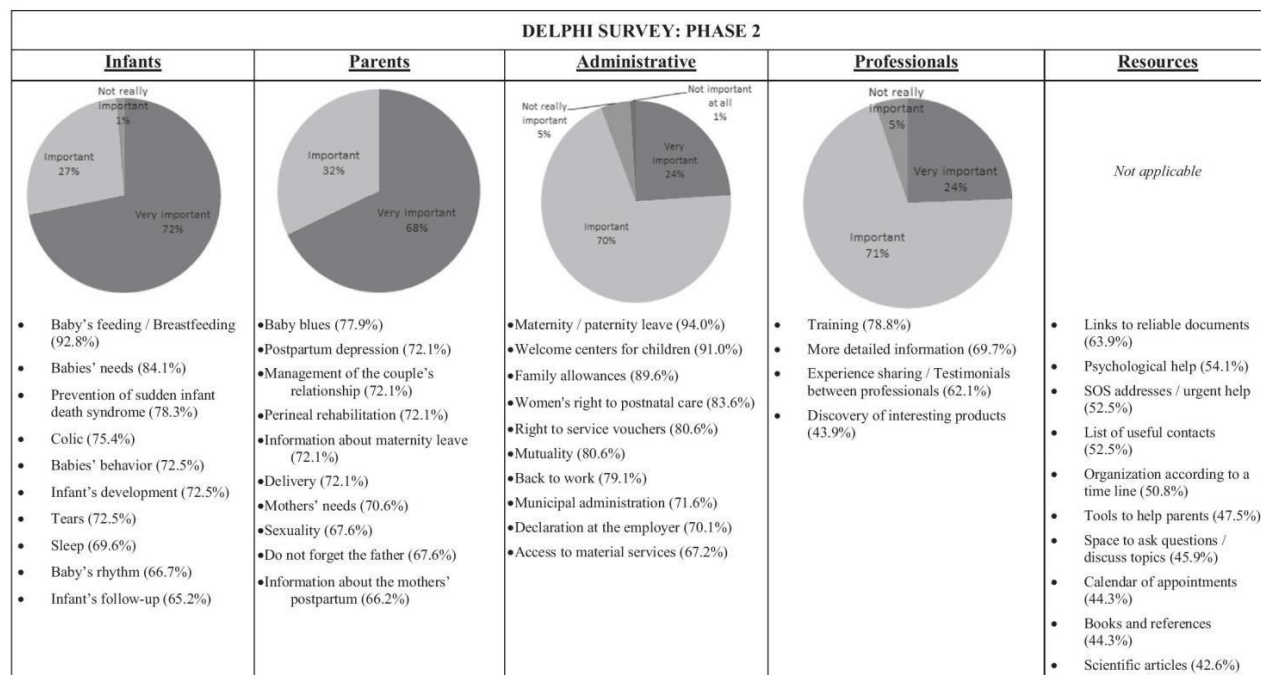 DELPHI SURVEY: PHASE 2
Infants
Parents
Administrative
Professionals
Resources
Not really
important
1%
Important
27%
Very important
72%
Important
32%
Very important
68%
Not really
important
5%
Not important
at all
1%
Very
important
24%
Important
70%
Not really
important
5%
Very important
24%
Important
71%
Not applicable
• Baby's feeding / Breastfeeding
(92.8%)
• Babies' needs (84.1%)
• Prevention of sudden infant
death syndrome (78.3%)
• Colic (75.4%)
• Babies' behavior (72.5%)
• Infant's development (72.5%)
• Tears (72.5%)
• Sleep (69.6%)
• Baby's rhythm (66.7%)
• Infant's follow-up (65.2%)
•Baby blues (77.9%)
•Postpartum depression (72.1%)
•Management of the couple's
relationship (72.1%)
•Perineal rehabilitation (72.1%)
•Information about maternity leave
(72.1%)
•Delivery (72.1%)
•Mothers' needs (70.6%)
•Sexuality (67.6%)
•Do not forget the father (67.6%)
•Information about the mothers'
postpartum (66.2%)
•Maternity / paternity leave (94.0%)
•Welcome centers for children (91.0%)
•Family allowances (89.6%)
•Women's right to postnatal care (83.6%)
•Right to service vouchers (80.6%)
•Mutuality (80.6%)
•Back to work (79.1%)
•Municipal administration (71.6%)
•Declaration at the employer (70.1%)
•Access to material services (67.2%)
• Training (78.8%)
• More detailed information (69.7%)
• Experience sharing / Testimonials
between professionals (62.1%)
• Discovery of interesting products
(43.9%)
• Links to reliable documents
(63.9%)
• Psychological help (54.1%)
• SOS addresses / urgent help
(52.5%)
• List of useful contacts
(52.5%)
• Organization according to a
time line (50.8%)
• Tools to help parents (47.5%)
• Space to ask questions /
discuss topics (45.9%)
• Calendar of appointments
(44.3%)
• Books and references
(44.3%)
• Scientific articles (42.6%)